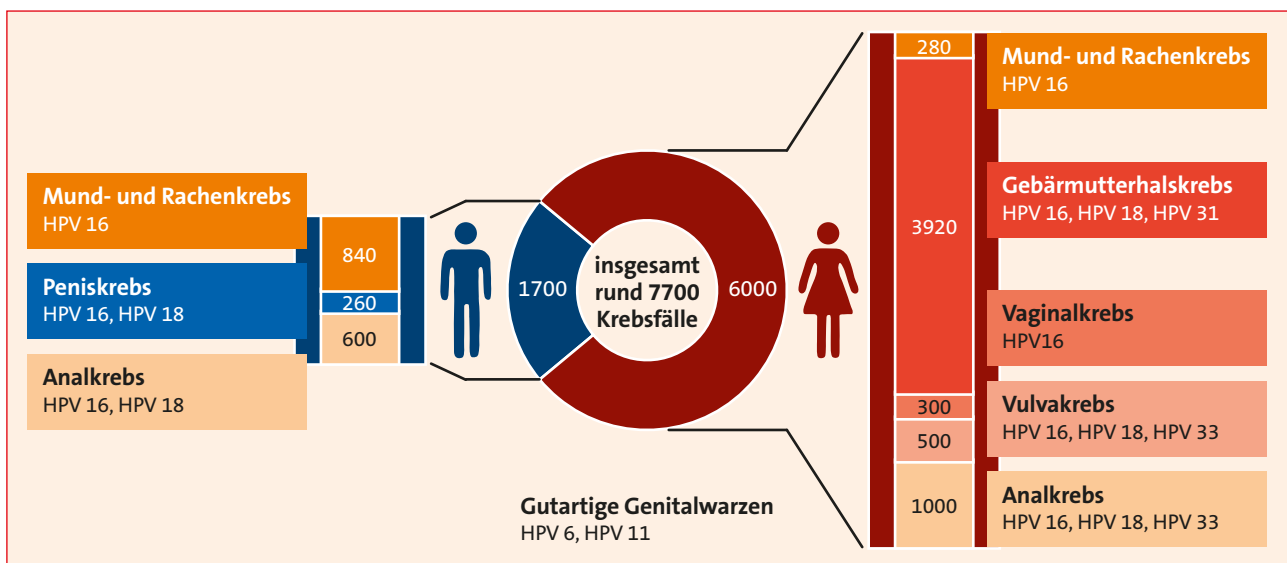 Mund- und Rachenkrebs
HPV 16
Peniskrebs
HPV 16, HPV 18
Analkrebs
HPV 16, HPV 18
840
260
600
1700
insgesamt
rund 7700
Krebsfälle
6000
Gutartige Genitalwarzen
HPV 6, HPV 11
280
3920
300
500
1000
Mund- und Rachenkrebs
HPV 16
Gebärmutterhalskrebs
HPV 16, HPV 18, HPV 31
Vaginalkrebs
HPV16
Vulvakrebs
HPV 16, HPV 18, HPV 33
Analkrebs
HPV 16, HPV 18, HPV 33